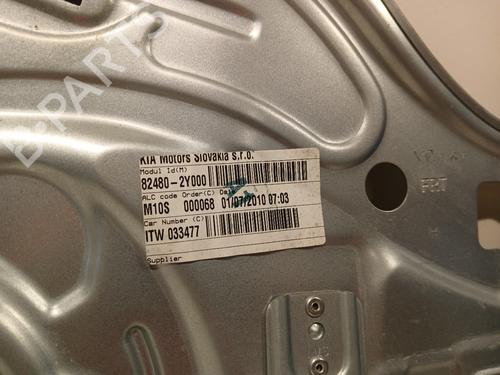 B-PARTS
KIA Motors Slovakia s.r.o.
Modul Id(M)
82480-2Y000
ALC code Order(C) Date
M10S 000068 01/07/2010 07:03
Car Number (C)
ITW 033477
Supplier
FRT
H